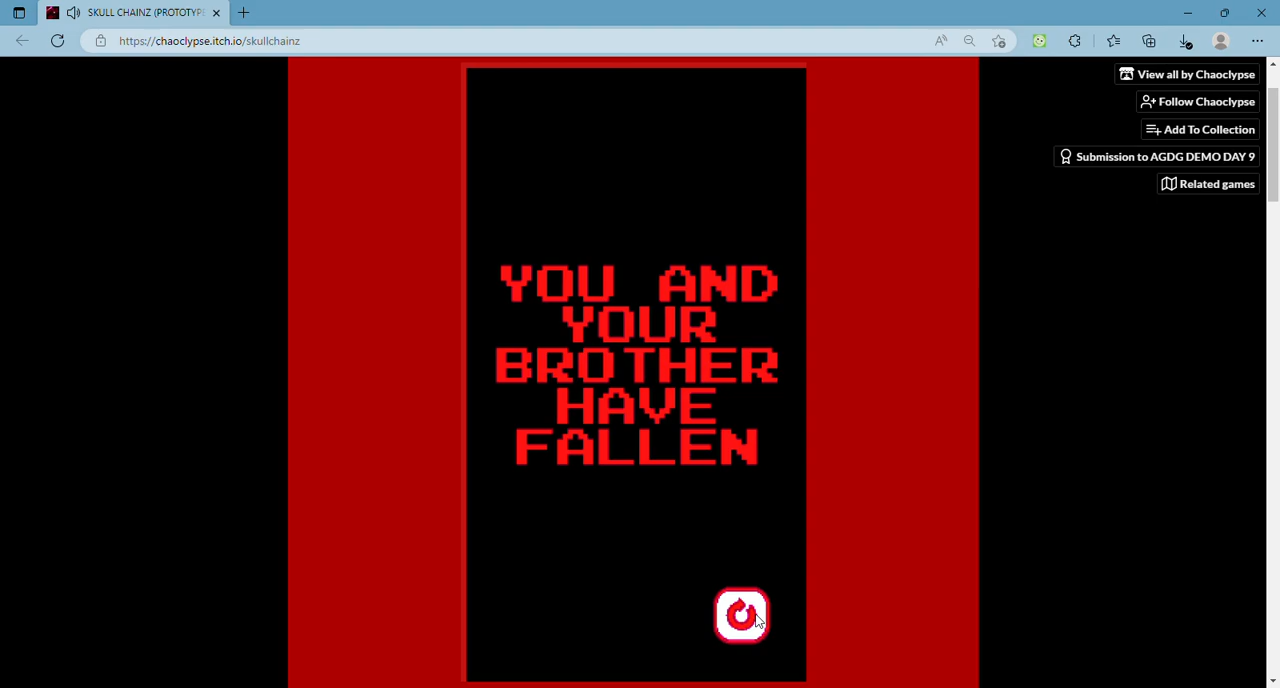 SKULL CHAINZ (PROTOTYPE
https://chaoclypse.itch.io/skullchainz
View all by Chaoclypse
Follow Chaoclypse
Add To Collection
Submission to AGDG DEMO DAY 9
Related games
YOU AND
YOUR
BROTHER
HAVE
FALLEN